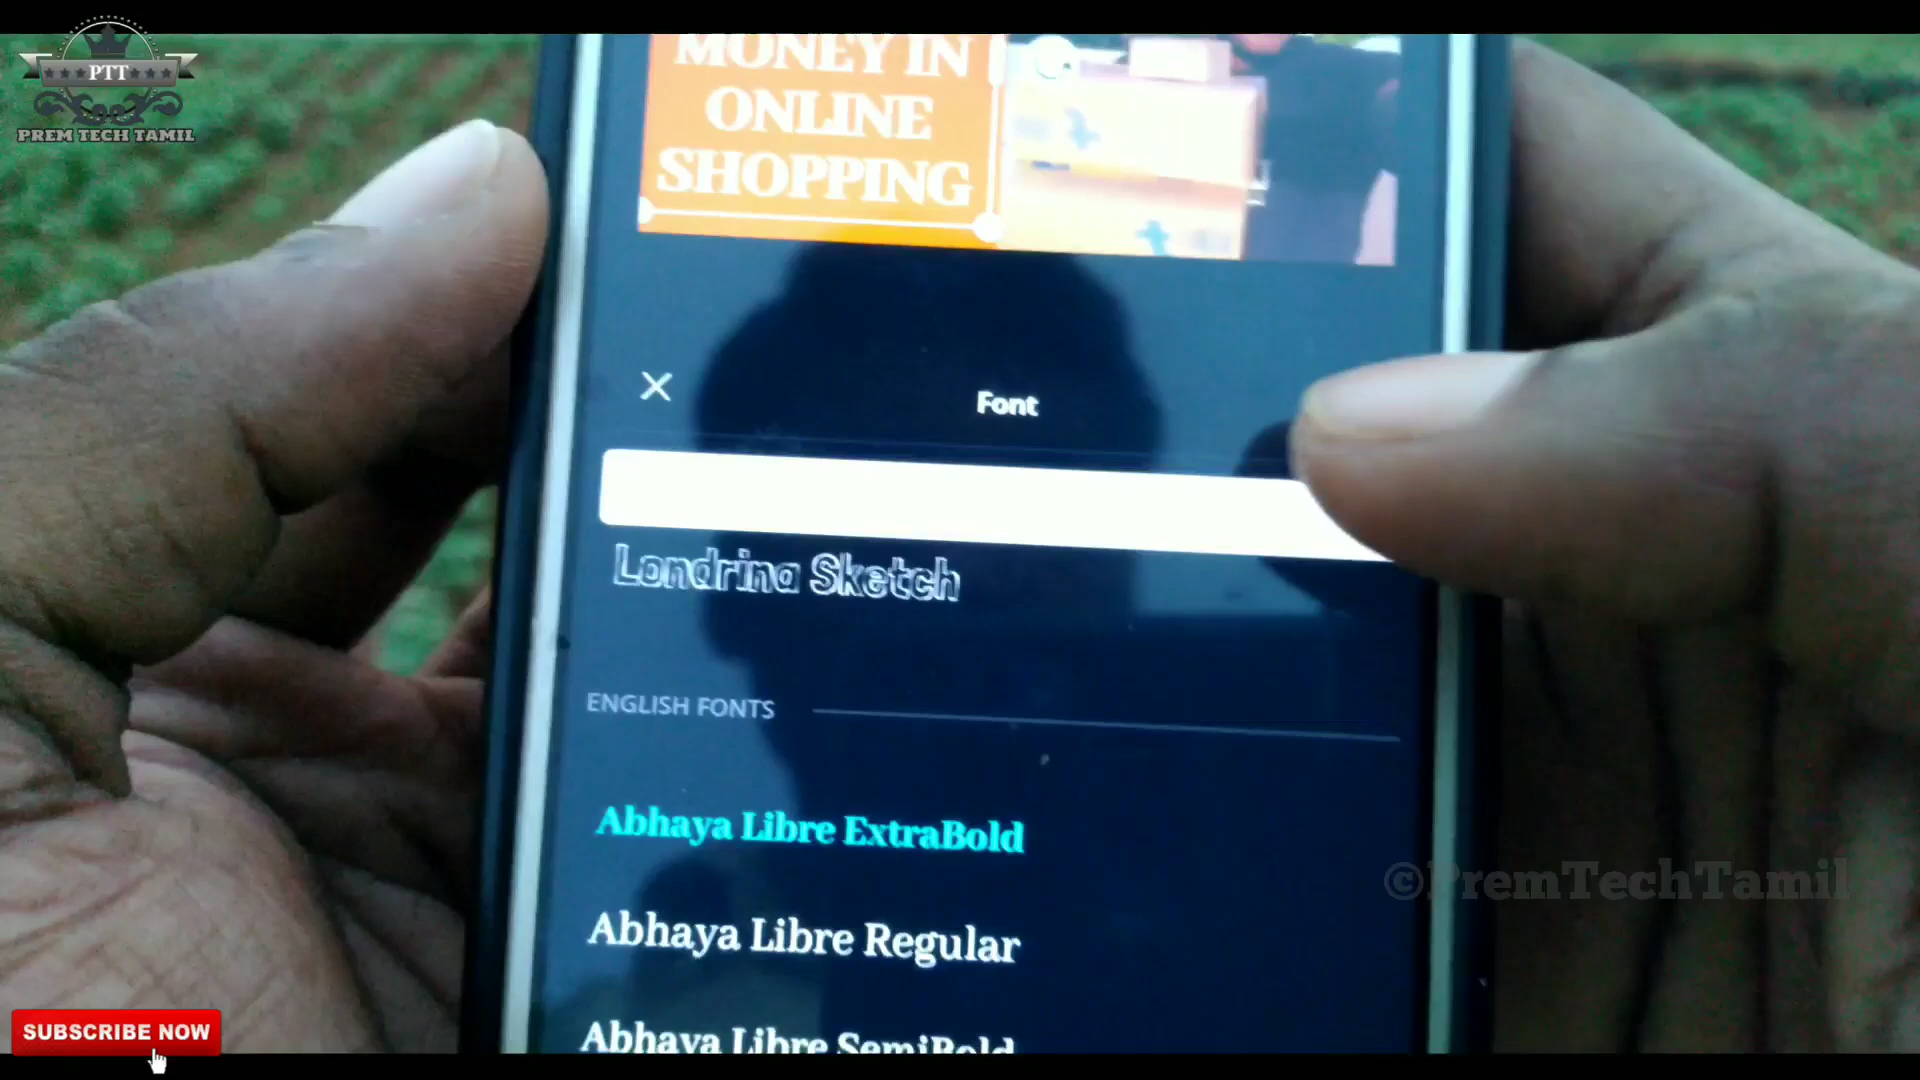 PTT
PREM TECH TAMIL
MONEY IN
ONLINE
SHOPPING
Font
Londrina Sketch
ENGLISH FONTS
Abhaya Libre ExtraBold
Abhaya Libre Regular
Abhaya Libre SemiBold
©PremTechTamil
SUBSCRIBE NOW